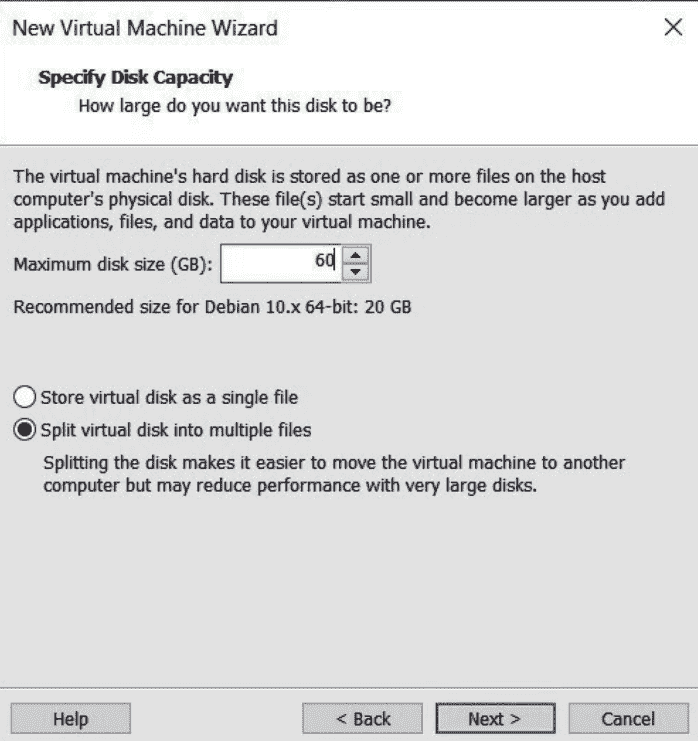 New Virtual Machine Wizard
Specify Disk Capacity
How large do you want this disk to be?
The virtual machine's hard disk is stored as one or more files on the host
computer's physical disk. These file(s) start small and become larger as you add
applications, files, and data to your virtual machine.
Maximum disk size (GB): 60
Recommended size for Debian 10.x 64-bit: 20 GB
Store virtual disk as a single file
Split virtual disk into multiple files
Splitting the disk makes it easier to move the virtual machine to another
computer but may reduce performance with very large disks.
Help < Back Next > Cancel